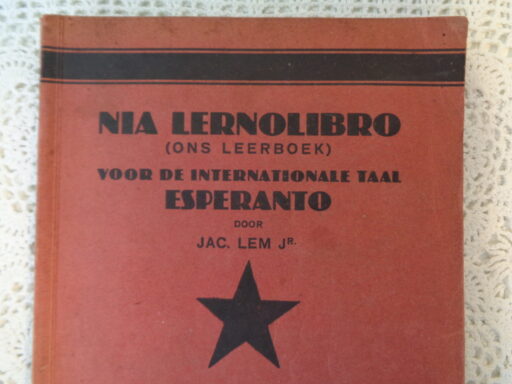 NIA LERNOLIBRO
(ONS LEERBOEK)
VOOR DE INTERNATIONALE TAAL
ESPERANTO
DOOR
JAC. LEM JR.